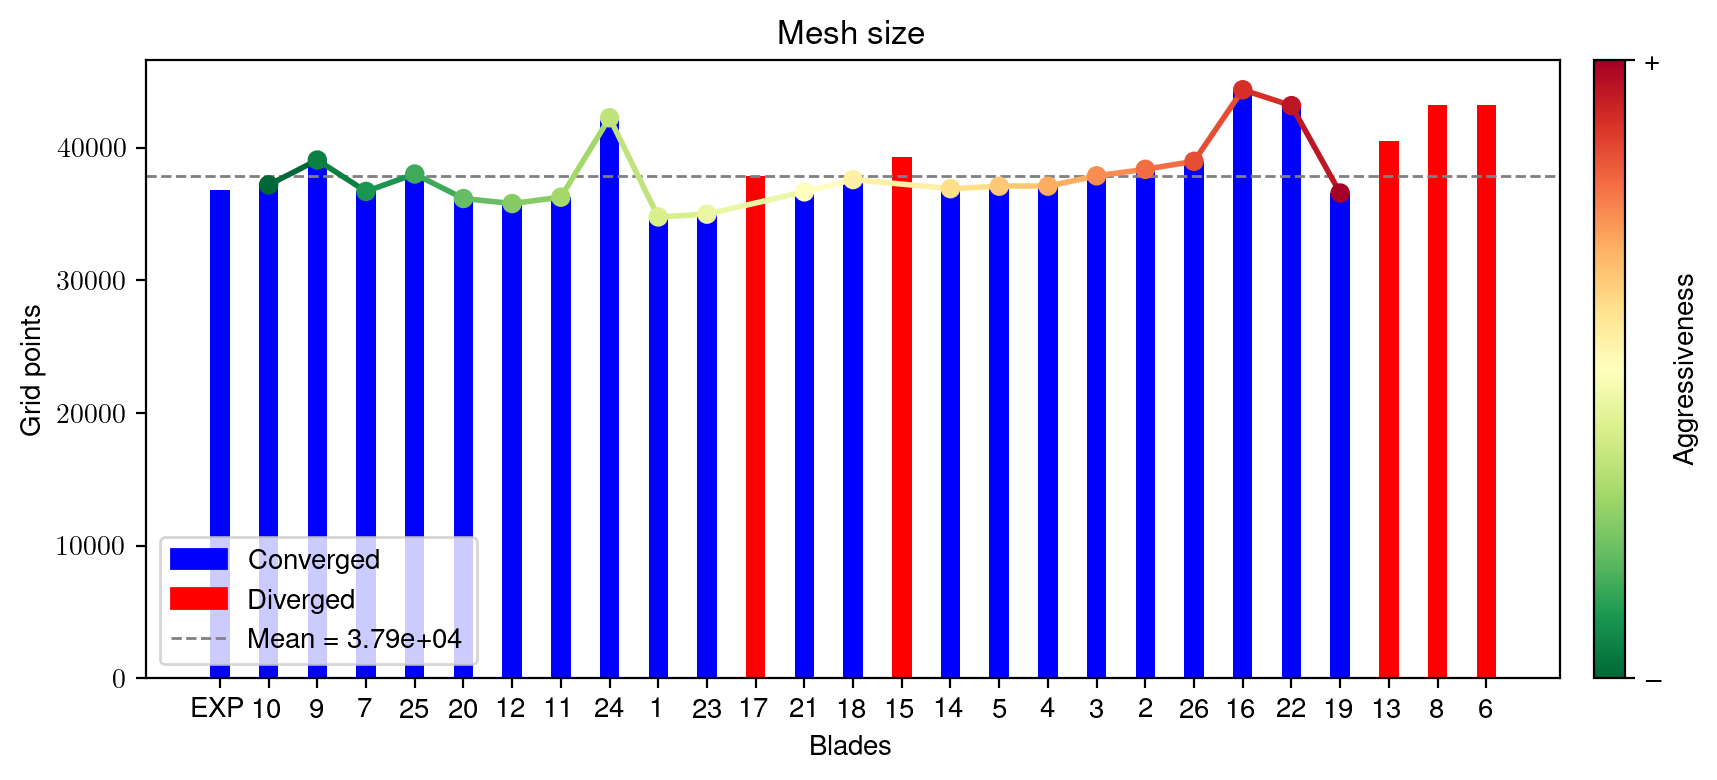 Mesh size
+
40000
30000
20000
10000
0
Grid points
Converged
Diverged
Mean = 3.79e+04
EXP 10 9 7 25 20 12 11 24 1 23 17 21 18 15 14 5 4 3 2 26 16 22 19 13 8 6
Blades
Aggressiveness
−